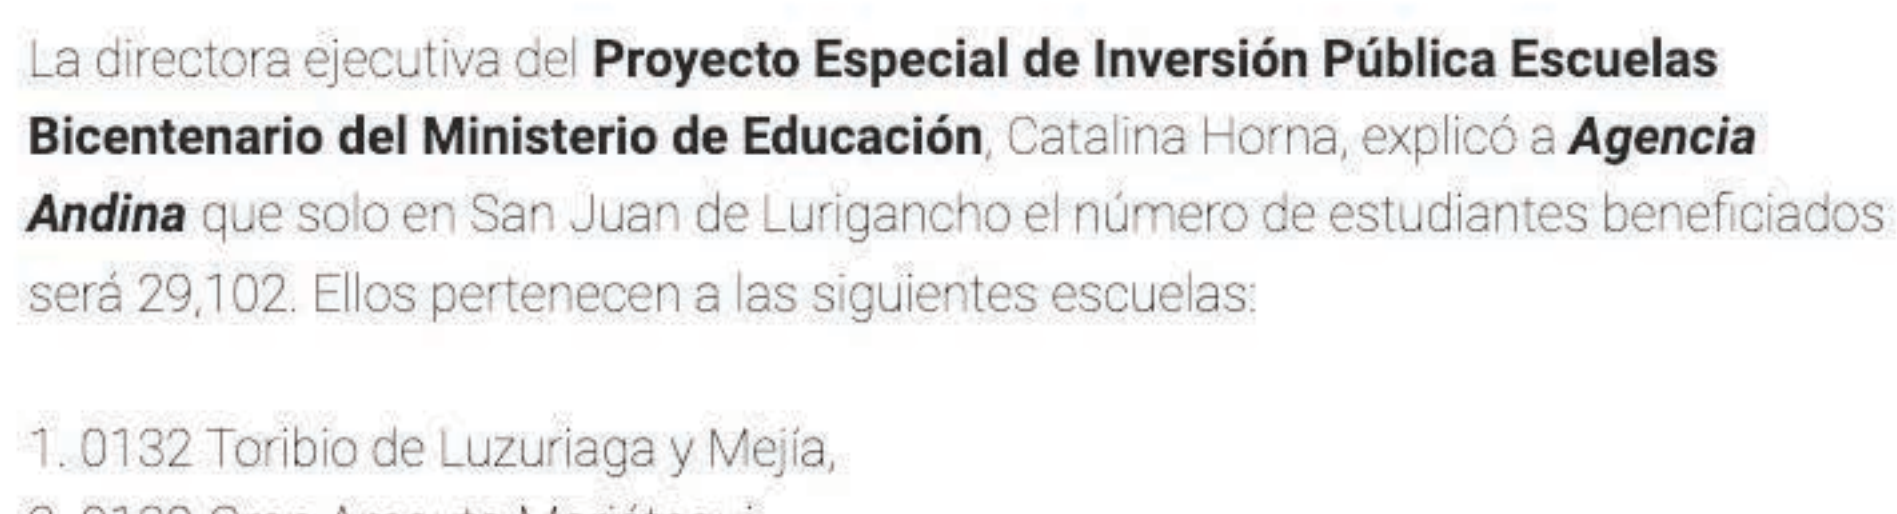 La directora ejecutiva del Proyecto Especial de Inversión Pública Escuelas
Bicentenario del Ministerio de Educación, Catalina Horna, explicó a Agencia
Andina que solo en San Juan de Lurigancho el número de estudiantes beneficiados
será 29,102. Ellos pertenecen a las siguientes escuelas:
1. 0132 Toribio de Luzuriaga y Mejía,